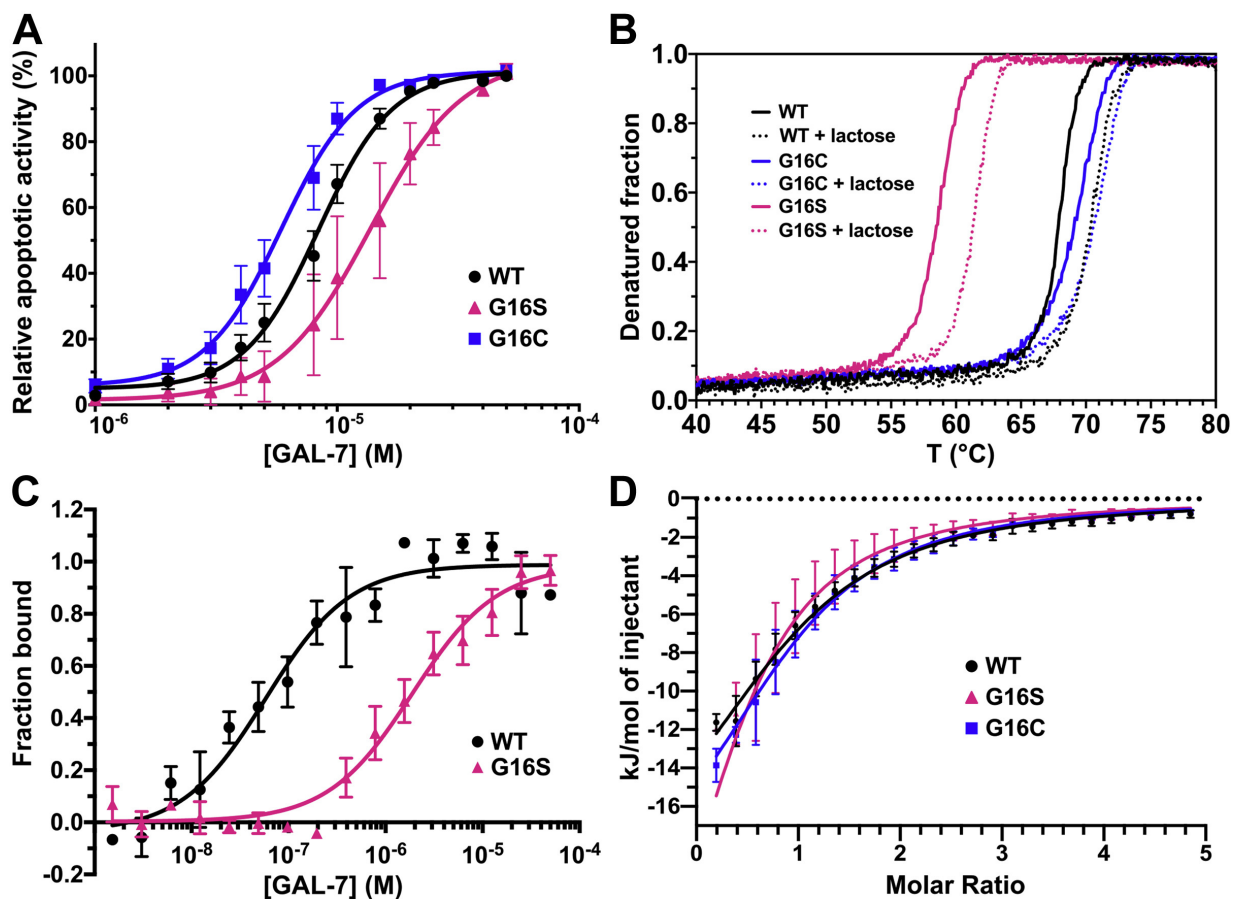 A
Relative apoptotic activity (%)
100
80
60
40
20
0
10-6
10-5
10-4
[GAL-7] (M)
WT
G16S
G16C
B
Denatured fraction
1.0
0.8
0.6
0.4
0.2
0.0
40
45
50
55
60
65
70
75
80
T (°C)
WT
WT + lactose
G16C
G16C + lactose
G16S
G16S + lactose
C
Fraction bound
1.2
1.0
0.8
0.6
0.4
0.2
0.0
-0.2
10-8
10-7
10-6
10-5
10-4
[GAL-7] (M)
WT
G16S
D
kJ/mol of injectant
0
-2
-4
-6
-8
-10
-12
-14
-16
0
1
2
3
4
5
Molar Ratio
WT
G16S
G16C